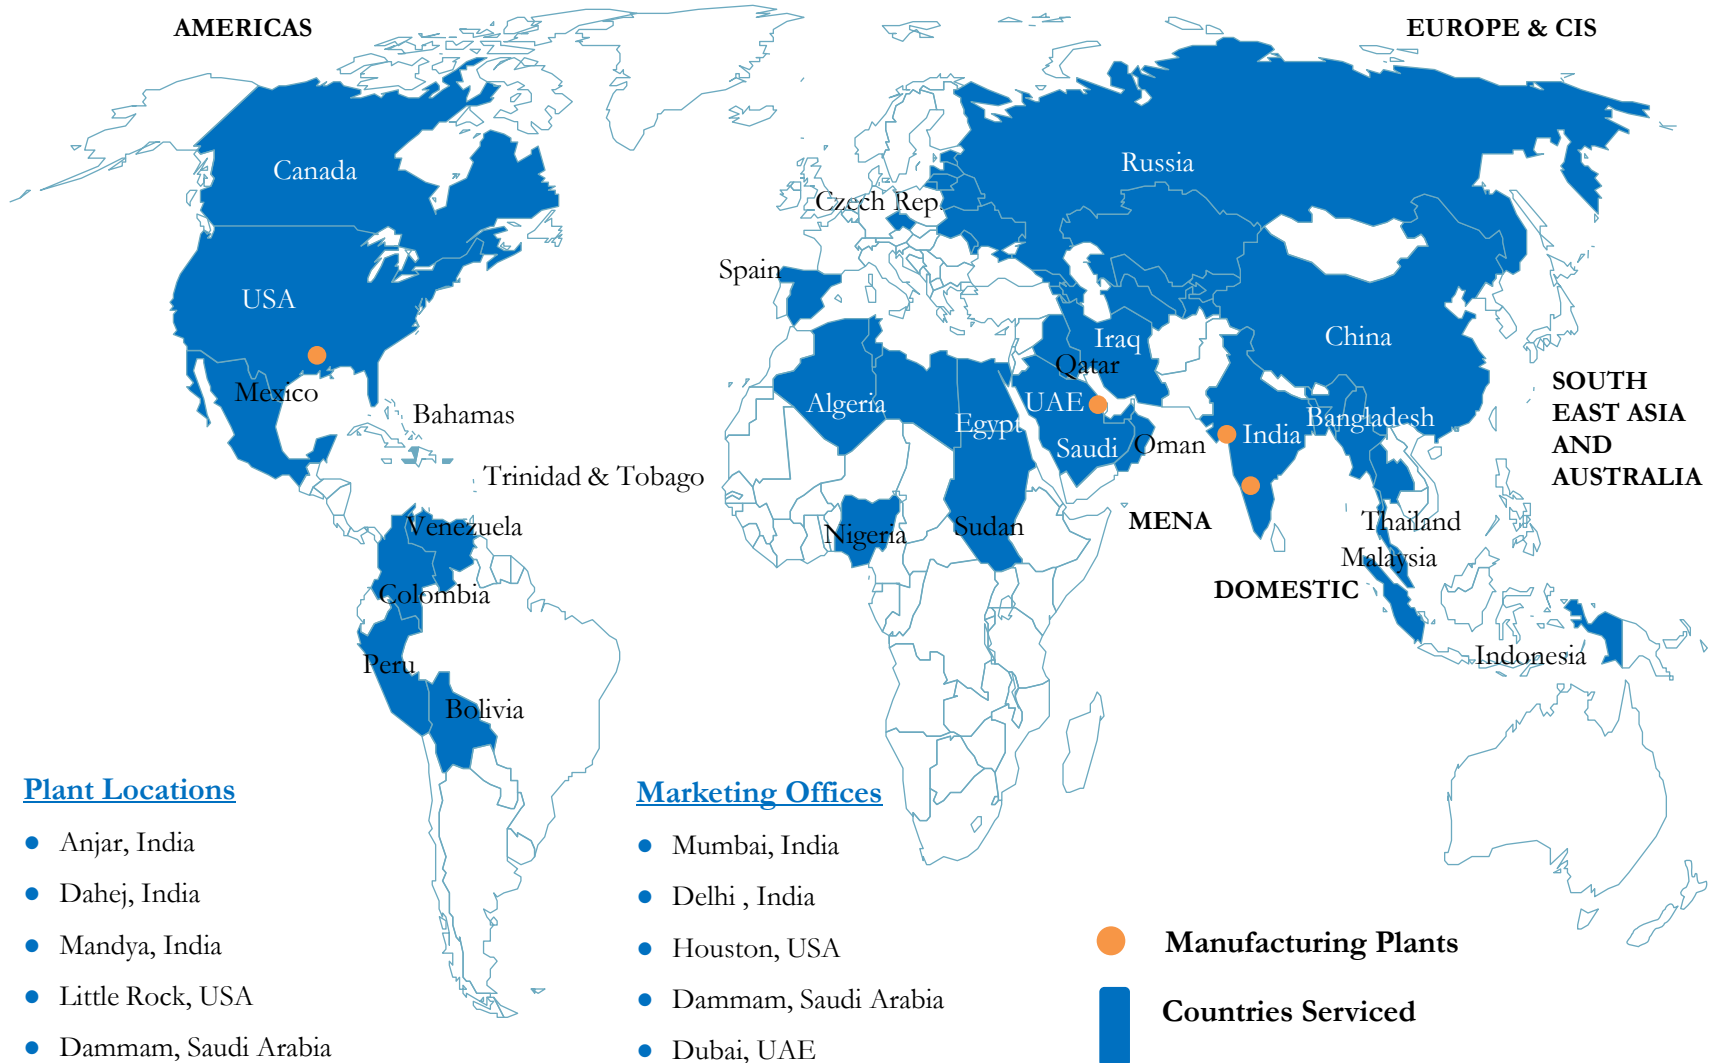 AMERICAS
EUROPE & CIS
Canada
Russia
Czech Rep.
Spain
USA
Iraq
China
Qatar
Mexico
Bahamas
Algeria
UAE
Egypt
Saudi
Oman
India
Bangladesh
SOUTH
EAST ASIA
AND
AUSTRALIA
Trinidad & Tobago
Venezuela
Nigeria
Sudan
MENA
Thailand
Malaysia
DOMESTIC
Colombia
Peru
Indonesia
Bolivia
Plant Locations
• Anjar, India
• Dahej, India
• Mandya, India
• Little Rock, USA
• Dammam, Saudi Arabia
Marketing Offices
• Mumbai, India
• Delhi , India
• Houston, USA
• Dammam, Saudi Arabia
• Dubai, UAE
Manufacturing Plants
Countries Serviced